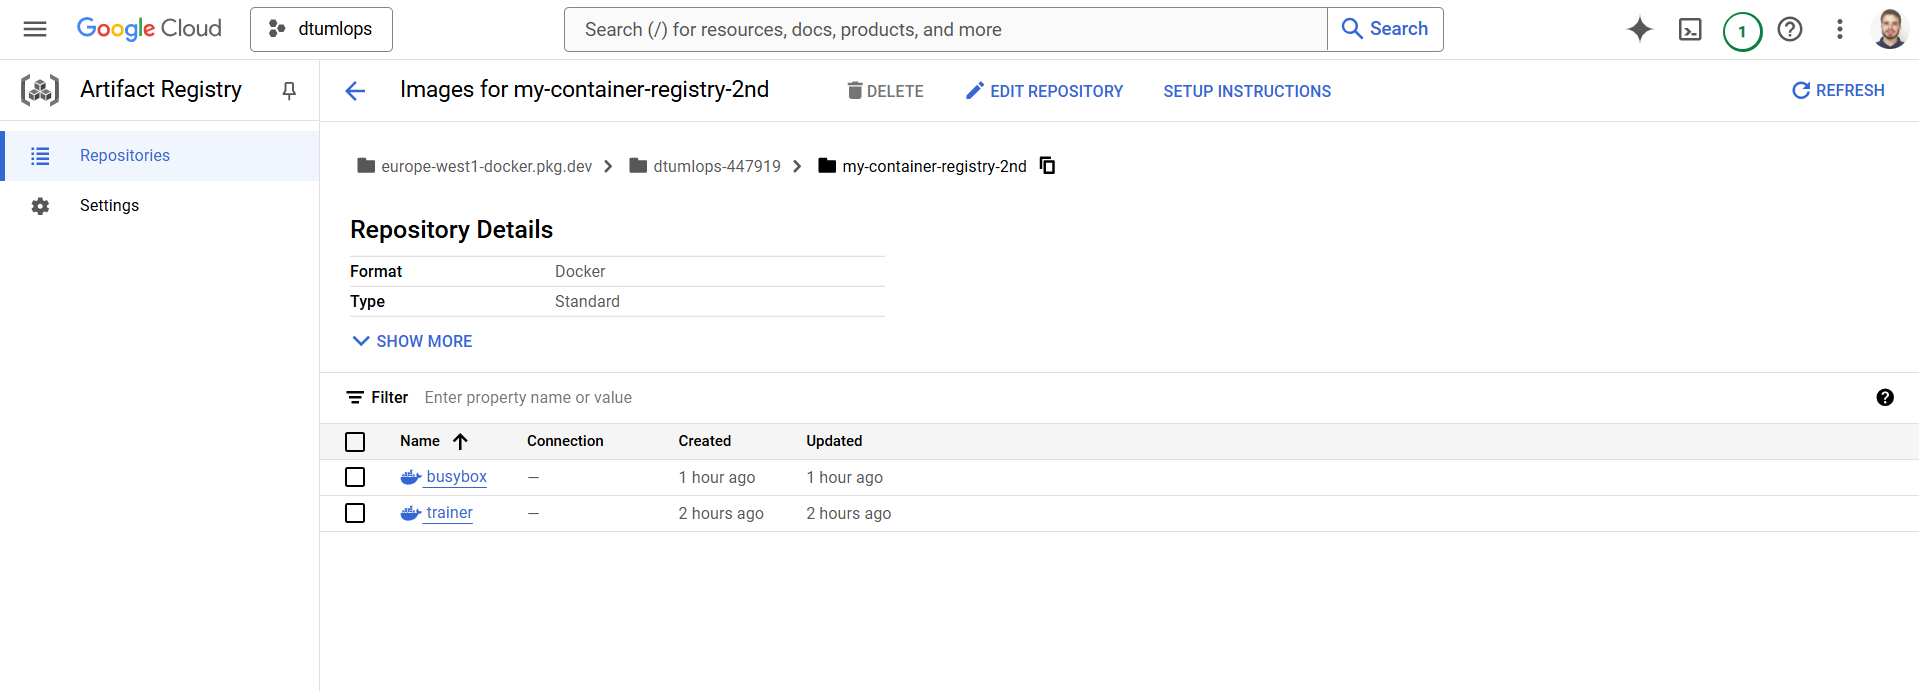 Google Cloud
dtumlops
Search (/) for resources, docs, products, and more
Search
1
Artifact Registry
Images for my-container-registry-2nd
DELETE
EDIT REPOSITORY
SETUP INSTRUCTIONS
REFRESH
Repositories
Settings
europe-west1-docker.pkg.dev
dtumlops-447919
my-container-registry-2nd
Repository Details
Format Docker
Type Standard
SHOW MORE
Filter Enter property name or value
Name Connection Created Updated
busybox — 1 hour ago 1 hour ago
trainer — 2 hours ago 2 hours ago